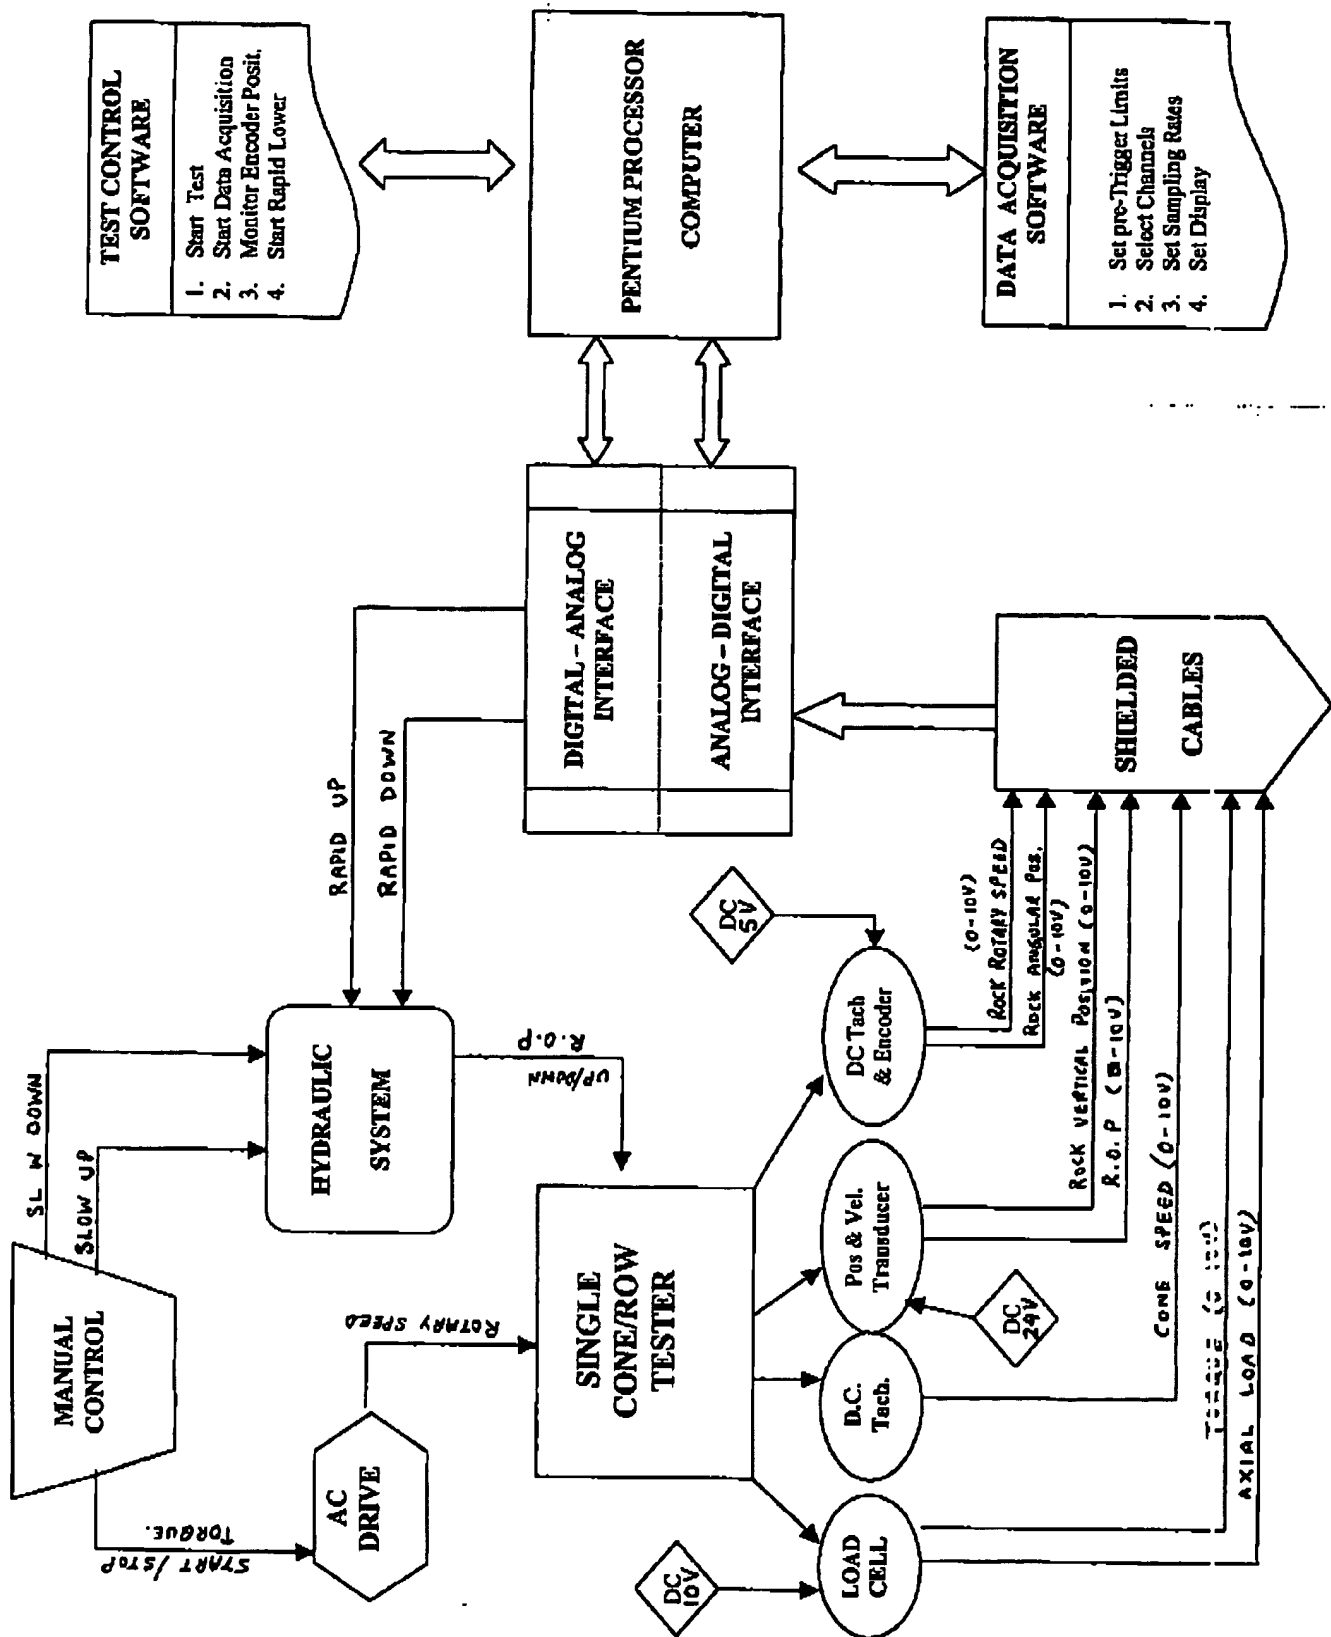 MANUAL
CONTROL
START/STOP
TORQUE.
SLOW UP
DOWN
AC
DRIVE
ROTARY SPEED
HYDRAULIC
SYSTEM
RAPID UP
RAPID DOWN
R.O.P
UP/DOWN
TEST CONTROL
SOFTWARE
1. Start Test
2. Start Data Acquisition
3. Monitor Encoder Posit.
4. Start Rapid Lower
SINGLE
CONE/ROW
TESTER
DIGITAL - ANALOG
INTERFACE
ANALOG - DIGITAL
INTERFACE
PENTIUM PROCESSOR
COMPUTER
DC
10V
LOAD
CELL
D.C.
Tach.
Pos & Vel.
Transducer
DC
24V
DC Tach
& Encoder
DC
5V
(0-10V)
ROCK ROTARY SPEED
ROCK ANGULAR POS.
(0-10V)
ROCK VERTICAL POSITION (0-10V)
R.O.P (0-10V)
CONE SPEED (0-10V)
TORQUE (0-10V)
AXIAL LOAD (0-10V)
SHIELDED
CABLES
DATA ACQUISITION
SOFTWARE
1. Set pre-Trigger Limits
2. Select Channels
3. Set Sampling Rates
4. Set Display